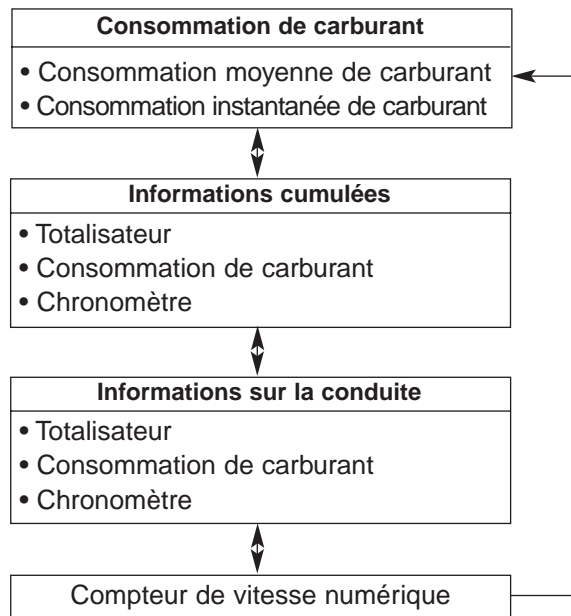 Consommation de carburant
• Consommation moyenne de carburant
• Consommation instantanée de carburant
Informations cumulées
• Totalisateur
• Consommation de carburant
• Chronomètre
Informations sur la conduite
• Totalisateur
• Consommation de carburant
• Chronomètre
Compteur de vitesse numérique